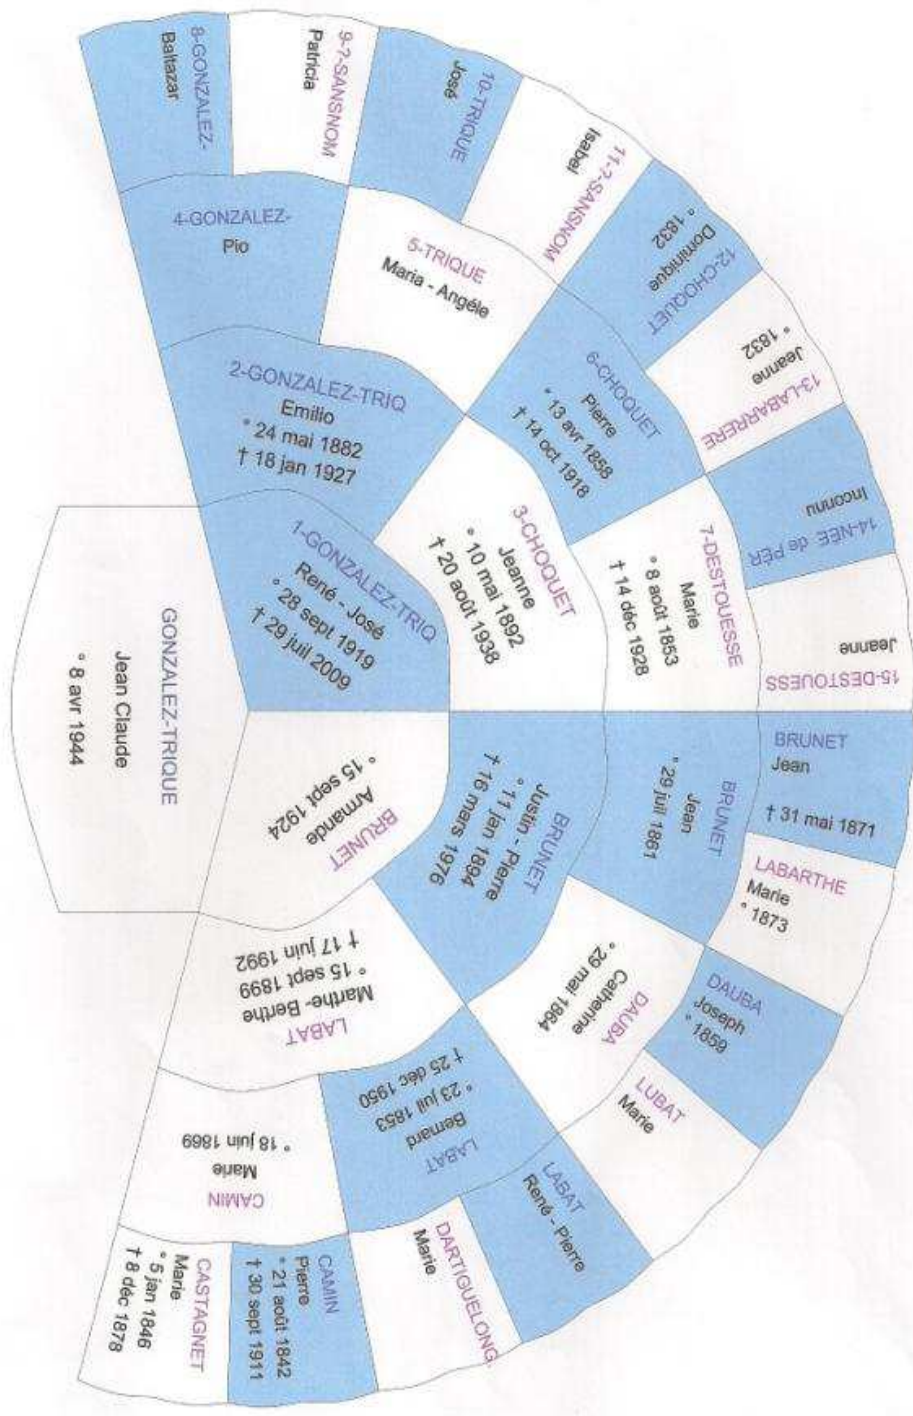 GONZALEZ-TRIQUE
Jean Claude
° 8 avr 1944
1-GONZALEZ-TRIQ
René - José
° 28 sept 1919
† 29 juil 2009
BRUNET
Armande
° 15 sept 1924
2-GONZALEZ-TRIQ
Emilio
° 24 mai 1882
† 18 jan 1927
3-CHOQUET
Jeanne
° 10 mai 1892
† 20 août 1938
BRUNET
Justin - Pierre
° 11 jan 1894
† 16 mars 1976
LABAT
Marthe- Berthe
° 15 sept 1899
† 17 juin 1992
4-GONZALEZ-
Pio
5-TRIQUE
Maria - Angéle
6-CHOQUET
Pierre
° 13 avr 1858
† 14 oct 1918
7-DESTOUESSE
Marie
° 8 août 1853
† 14 déc 1928
BRUNET
Jean
° 29 juil 1861
DAUBA
Catherine
° 29 mai 1864
LABAT
Bernard
° 23 juil 1853
† 25 déc 1950
CAMIN
Marie
° 18 juin 1869
8-GONZALEZ-
Baltazar
9-?-SANSNOM
Patricia
10-TRIQUE
José
11-?-SANSNOM
Isabel
12-CHOQUET
Dominique
° 1832
13-LABARRERE
Jeanne
° 1832
14-NÉE de PÉR
Inconnu
15-DESTOUESS
Jeanne
BRUNET
Jean
† 31 mai 1871
LABARTHE
Marie
° 1873
DAUBA
Joseph
° 1859
LUBAT
Marie
LABAT
René - Pierre
DARTIGUELONG.
Marie
CAMIN
Pierre
° 21 août 1842
† 30 sept 1911
CASTAGNET
Marie
° 5 jan 1846
† 8 déc 1878